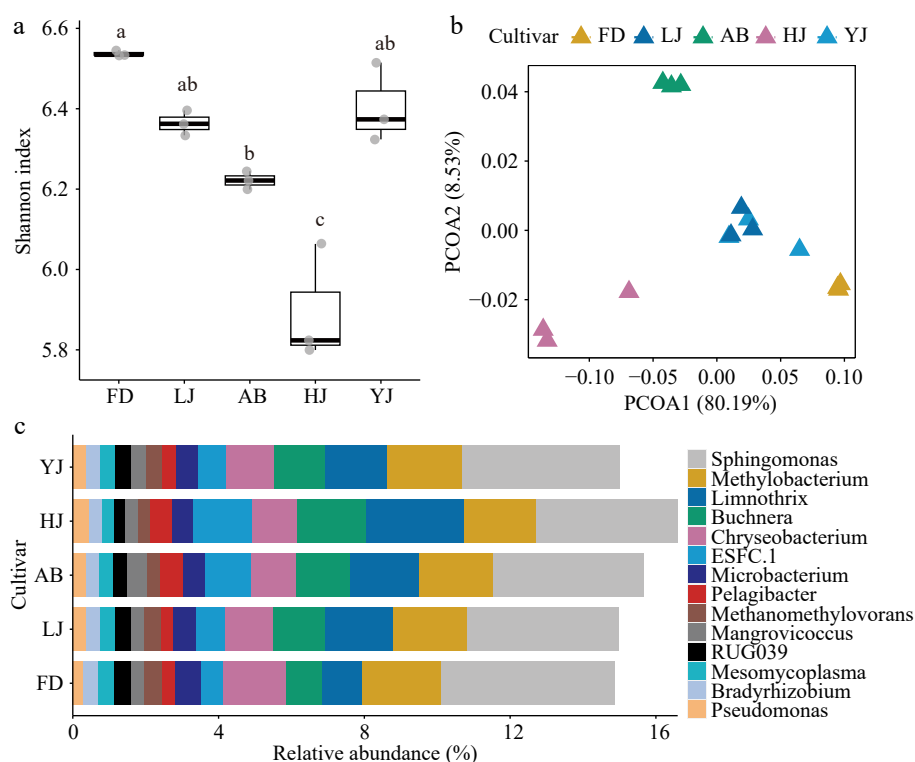 a
Shannon index
6.6
6.4
6.2
6.0
5.8
a
ab
b
c
ab
FD LJ AB HJ YJ
b
Cultivar FD LJ AB HJ YJ
PCOA2 (8.53%)
0.04
0.02
0.00
−0.02
−0.10 −0.05 0.00 0.05 0.10
PCOA1 (80.19%)
c
Cultivar
YJ
HJ
AB
LJ
FD
0 4 8 12 16
Relative abundance (%)
Sphingomonas
Methylobacterium
Limnothrix
Buchnera
Chryseobacterium
ESFC.1
Microbacterium
Pelagibacter
Methanomethylovorans
Mangrovicoccus
RUG039
Mesomycoplasma
Bradyrhizobium
Pseudomonas